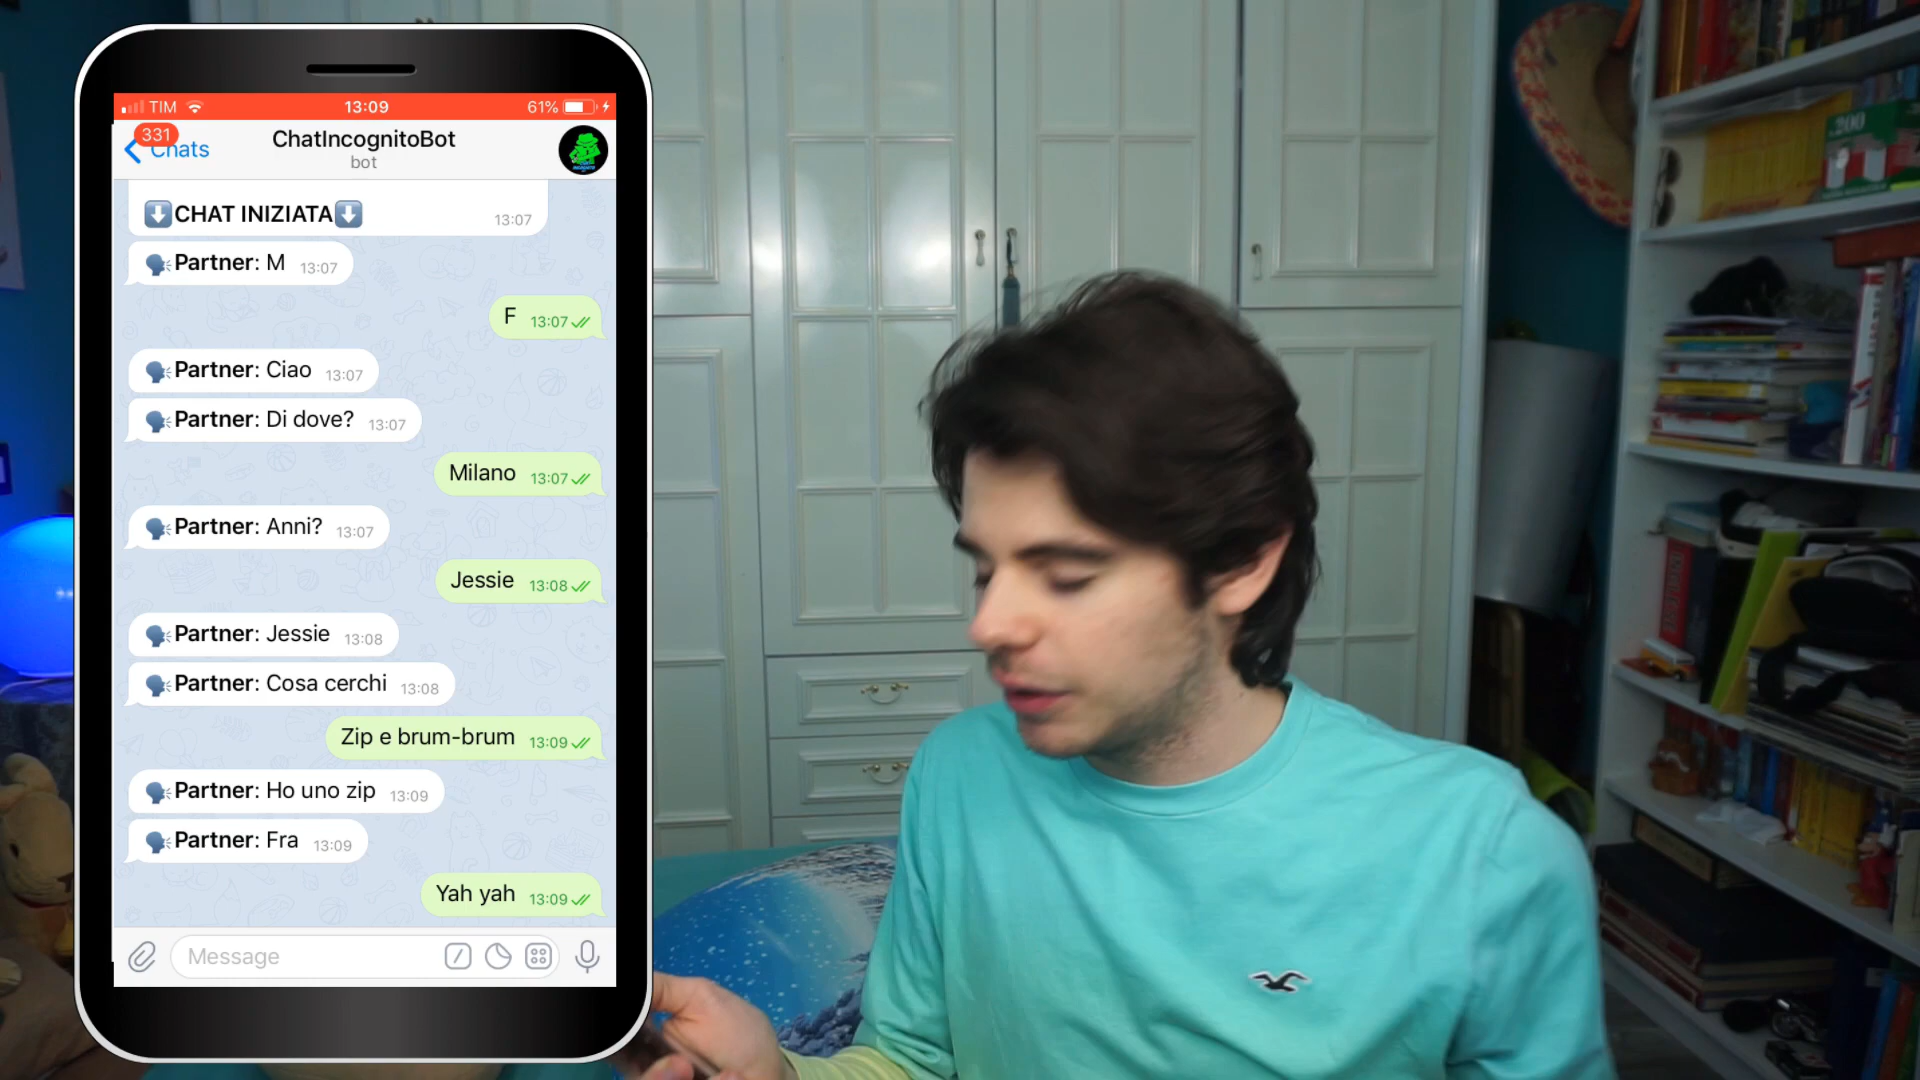 TIM 13:09 61%
331
Chats
ChatIncognitoBot
bot
CHAT INIZIATA 13:07
Partner: M 13:07
F 13:07
Partner: Ciao 13:07
Partner: Di dove? 13:07
Milano 13:07
Partner: Anni? 13:07
Jessie 13:08
Partner: Jessie 13:08
Partner: Cosa cerchi 13:08
Zip e brum-brum 13:09
Partner: Ho uno zip 13:09
Partner: Fra 13:09
Yah yah 13:09
Message
200